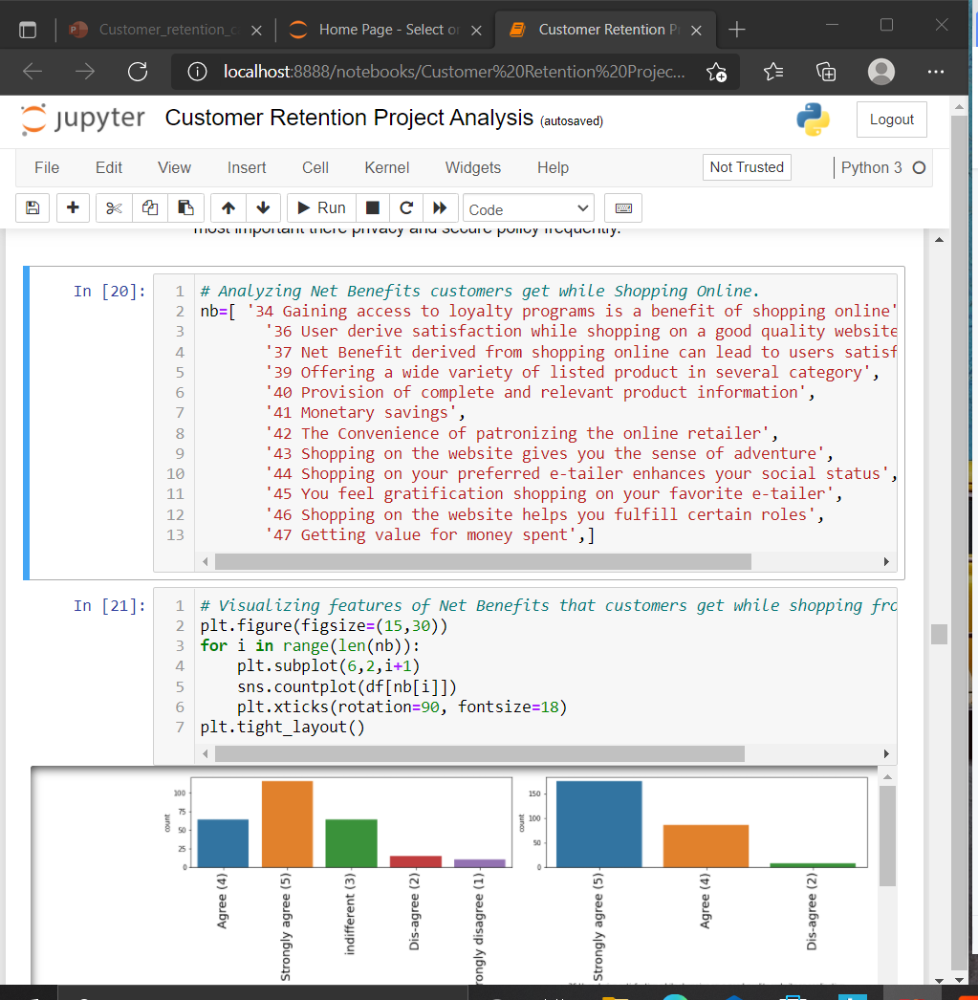 Customer_retention_c
Home Page - Select or
Customer Retention P
localhost:8888/notebooks/Customer%20Retention%20Projec...
jupyter
Customer Retention Project Analysis (autosaved)
Logout
File Edit View Insert Cell Kernel Widgets Help
Not Trusted
Python 3
Run
Code
most important there privacy and secure policy frequently.
In [20]:
1 # Analyzing Net Benefits customers get while Shopping Online.
2 nb=[ '34 Gaining access to loyalty programs is a benefit of shopping online'
3 '36 User derive satisfaction while shopping on a good quality website
4 '37 Net Benefit derived from shopping online can lead to users satisf
5 '39 Offering a wide variety of listed product in several category',
6 '40 Provision of complete and relevant product information',
7 '41 Monetary savings',
8 '42 The Convenience of patronizing the online retailer',
9 '43 Shopping on the website gives you the sense of adventure',
10 '44 Shopping on your preferred e-tailer enhances your social status',
11 '45 You feel gratification shopping on your favorite e-tailer',
12 '46 Shopping on the website helps you fulfill certain roles',
13 '47 Getting value for money spent',]
In [21]:
1 # Visualizing features of Net Benefits that customers get while shopping fro
2 plt.figure(figsize=(15,30))
3 for i in range(len(nb)):
4 plt.subplot(6,2,i+1)
5 sns.countplot(df[nb[i]])
6 plt.xticks(rotation=90, fontsize=18)
7 plt.tight_layout()
100
75
50
25
0
count
Agree (4)
Strongly agree (5)
indifferent (3)
Dis-agree (2)
rongly disagree (1)
150
100
50
0
count
Strongly agree (5)
Agree (4)
Dis-agree (2)